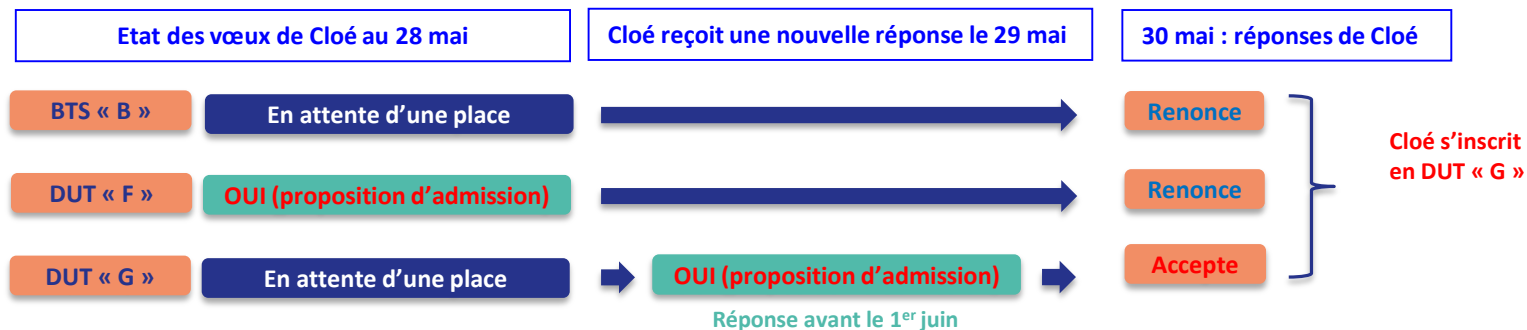 Etat des vœux de Cloé au 28 mai
Cloé reçoit une nouvelle réponse le 29 mai
30 mai : réponses de Cloé
BTS « B »
En attente d’une place
Renonce
DUT « F »
OUI (proposition d’admission)
Renonce
Cloé s’inscrit
en DUT « G »
DUT « G »
En attente d’une place
OUI (proposition d’admission)
Accepte
Réponse avant le 1er juin